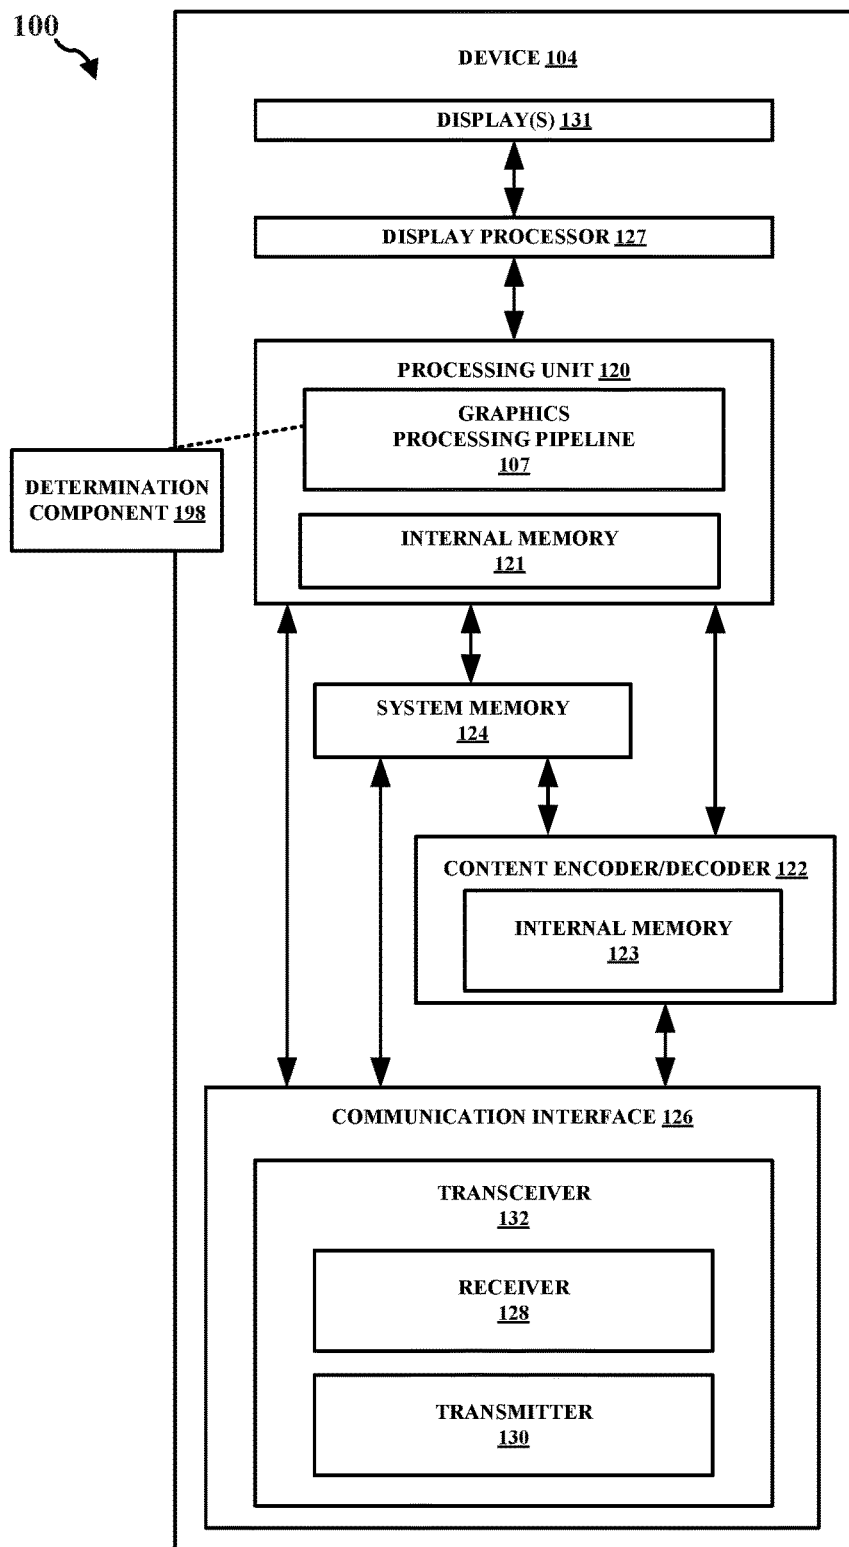 100
DEVICE 104
DISPLAY(S) 131
DISPLAY PROCESSOR 127
PROCESSING UNIT 120
GRAPHICS
PROCESSING PIPELINE
107
DETERMINATION
COMPONENT 198
INTERNAL MEMORY
121
SYSTEM MEMORY
124
CONTENT ENCODER/DECODER 122
INTERNAL MEMORY
123
COMMUNICATION INTERFACE 126
TRANSCEIVER
132
RECEIVER
128
TRANSMITTER
130